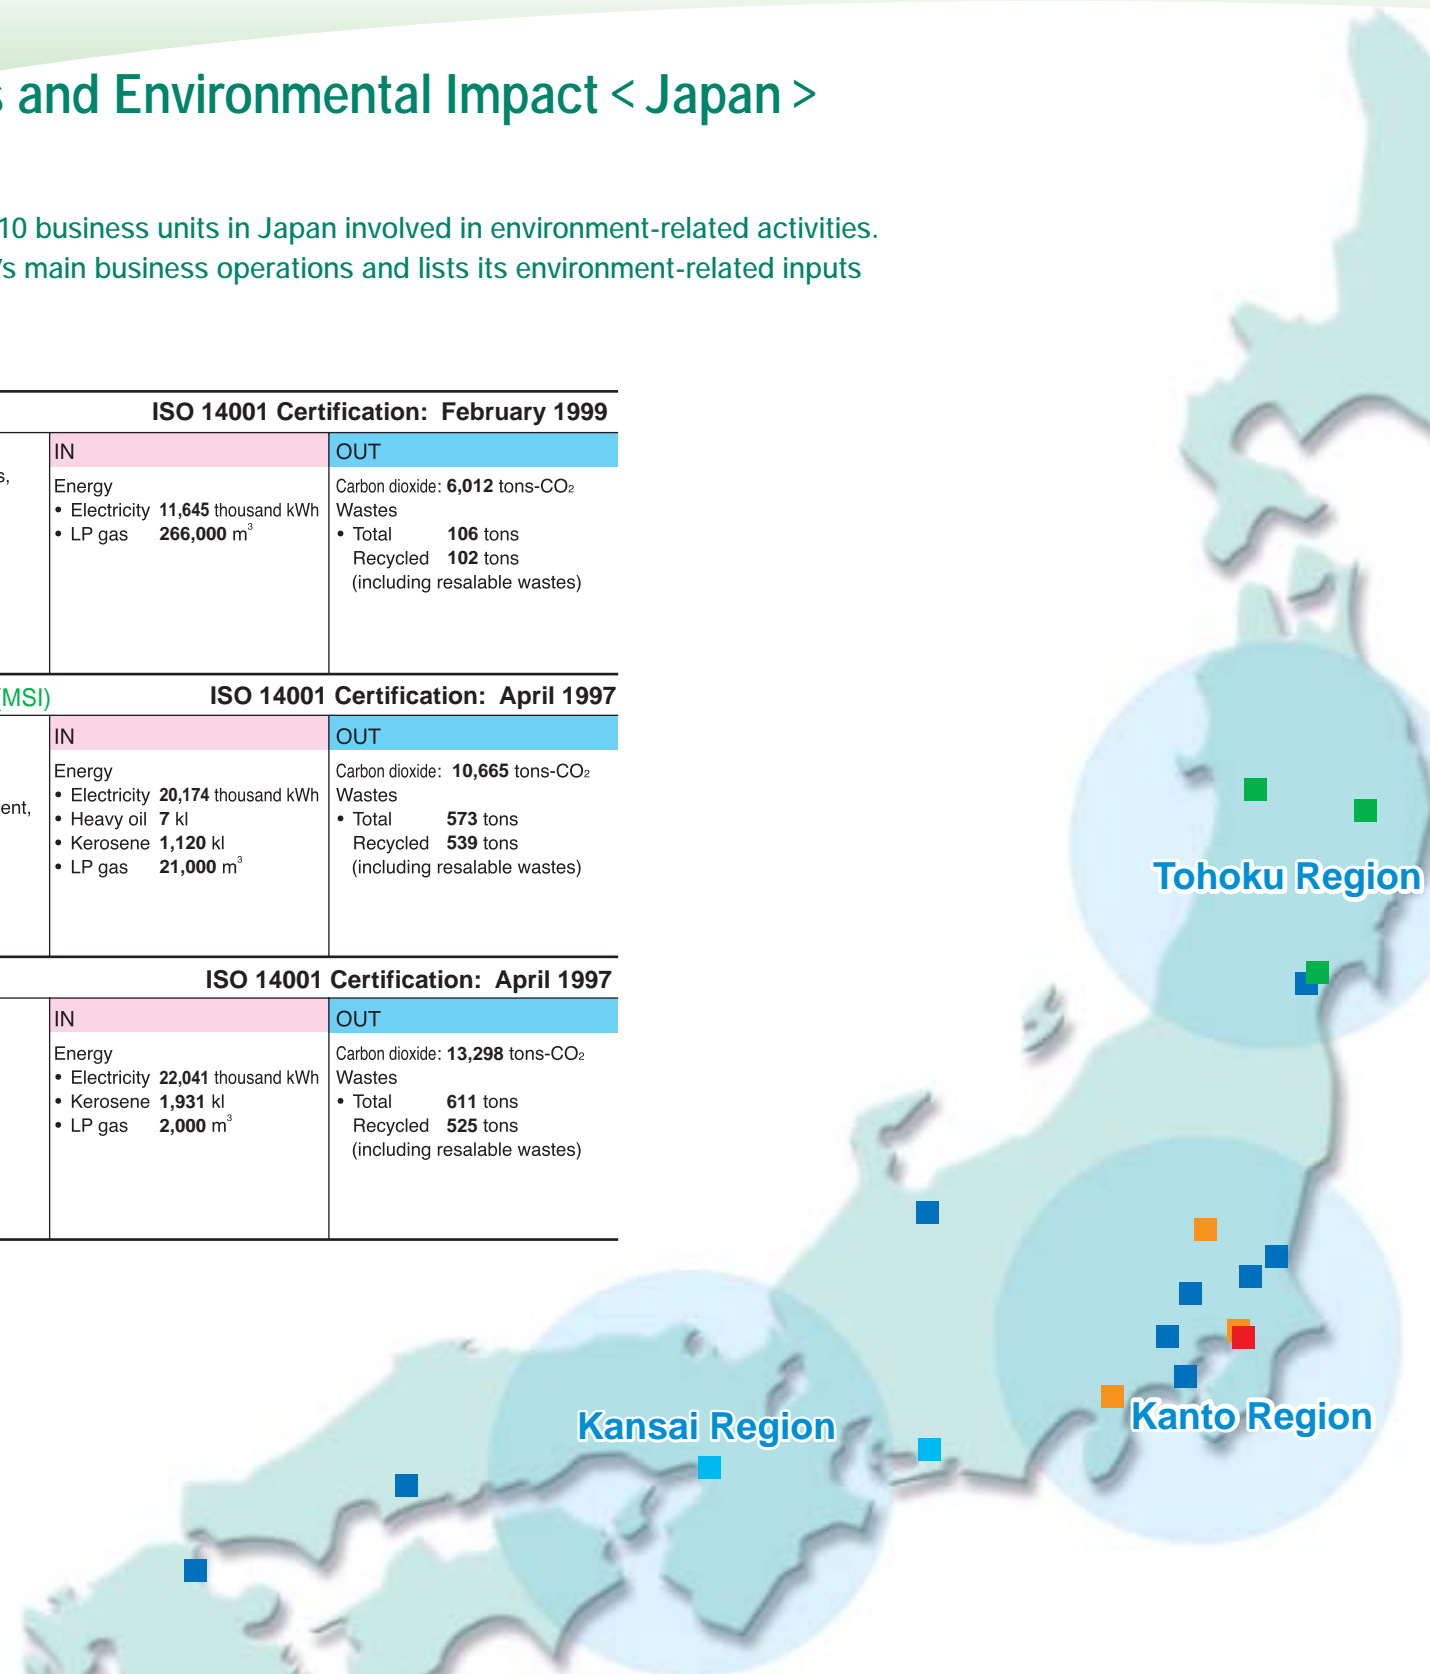 s and Environmental Impact < Japan >
10 business units in Japan involved in environment-related activities.
's main business operations and lists its environment-related inputs
ISO 14001 Certification: February 1999
IN
OUT
s,
Energy
• Electricity 11,645 thousand kWh
• LP gas 266,000 m³
Carbon dioxide: 6,012 tons-CO₂
Wastes
• Total 106 tons
Recycled 102 tons
(including resalable wastes)
(MSI)
ISO 14001 Certification: April 1997
IN
OUT
ent,
Energy
• Electricity 20,174 thousand kWh
• Heavy oil 7 kl
• Kerosene 1,120 kl
• LP gas 21,000 m³
Carbon dioxide: 10,665 tons-CO₂
Wastes
• Total 573 tons
Recycled 539 tons
(including resalable wastes)
ISO 14001 Certification: April 1997
IN
OUT
Energy
• Electricity 22,041 thousand kWh
• Kerosene 1,931 kl
• LP gas 2,000 m³
Carbon dioxide: 13,298 tons-CO₂
Wastes
• Total 611 tons
Recycled 525 tons
(including resalable wastes)
Tohoku Region
Kanto Region
Kansai Region